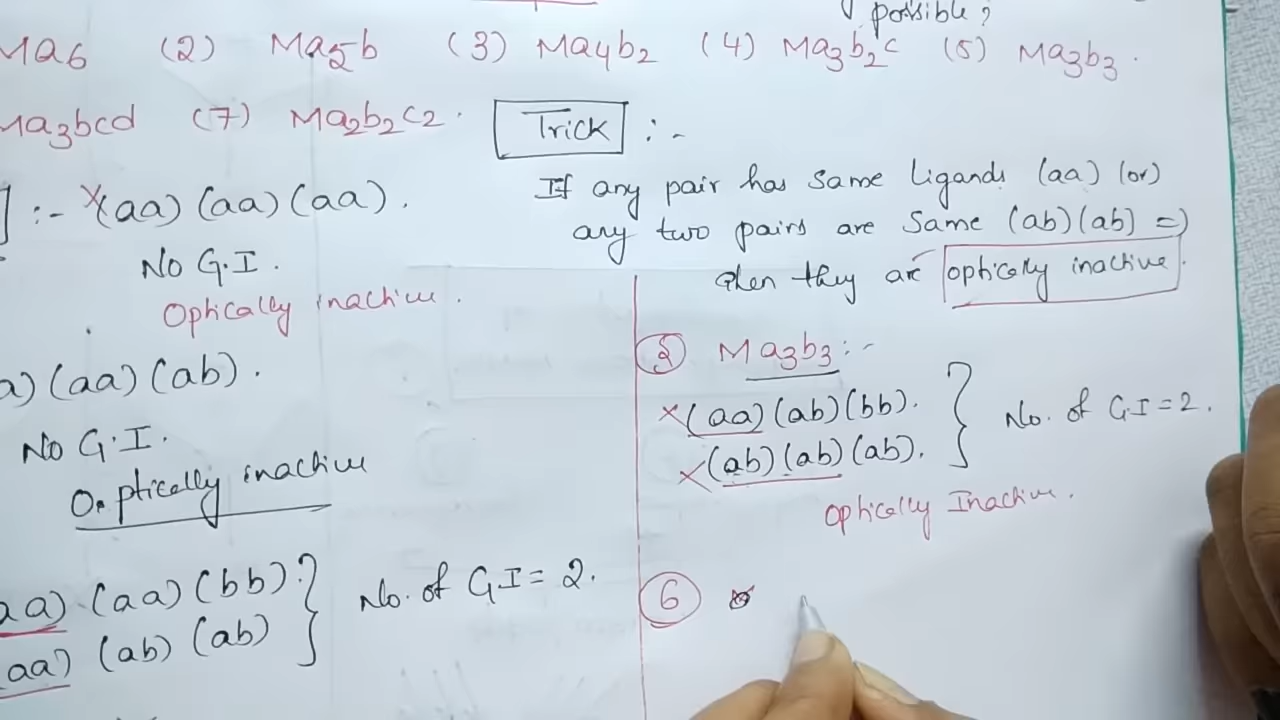 possible?
Ma6 (2) Ma5b (3) Ma4b2 (4) Ma3b2c (5) Ma3b3.
Ma3bcd (7) Ma2b2c2.
Trick :-
If any pair has same Ligands (aa) (or)
any two pairs are same (ab)(ab) =)
then they are optically inactive.
] :- x(aa) (aa) (aa).
No G.I.
Optically inactive.
a) (aa) (ab).
No G.I.
Optically inactive
aa) (aa) (bb).
(aa) (ab) (ab)
} No. of G.I = 2.
5 Ma3b3 :-
x (aa) (ab) (bb).
x (ab) (ab) (ab).
} No. of G.I = 2.
Optically Inactive.
6